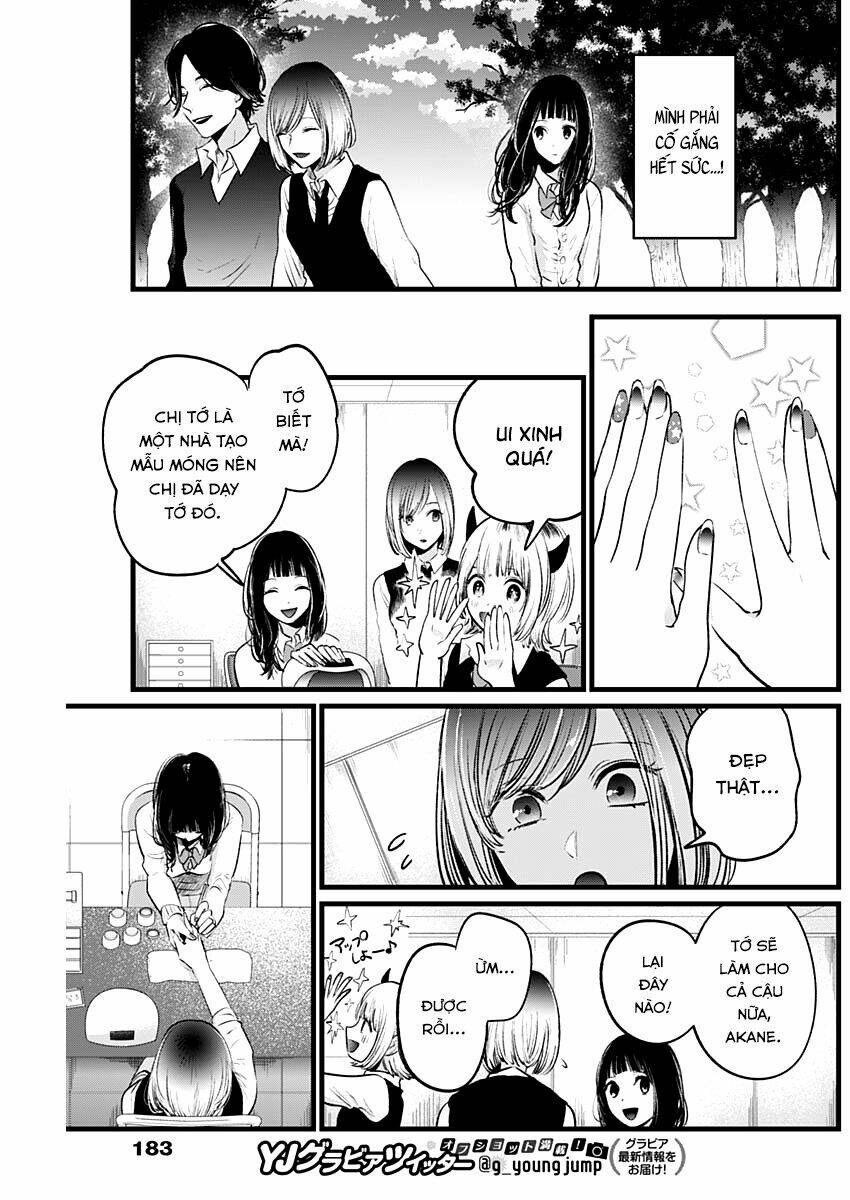 MÌNH PHẢI
CỐ GẮNG
HẾT SỨC...!
UI XINH
QUÁ!
TỚ
BIẾT
MÀ!
CHỊ TỚ LÀ
MỘT NHÀ TẠO
MẪU MÓNG NÊN
CHỊ ĐÃ DẠY
TỚ ĐÓ.
ĐẸP
THẬT...
TỚ SẼ
LÀM CHO
CẢ CẬU
NỮA,
AKANE.
LẠI
ĐÂY
NÀO!
ỪM...
ĐƯỢC
RỒI...
アップ
しよー♪
183
YJグラビアツイッター
オフショット満載!
@g_youngjump
グラビア
最新情報を
お届け!